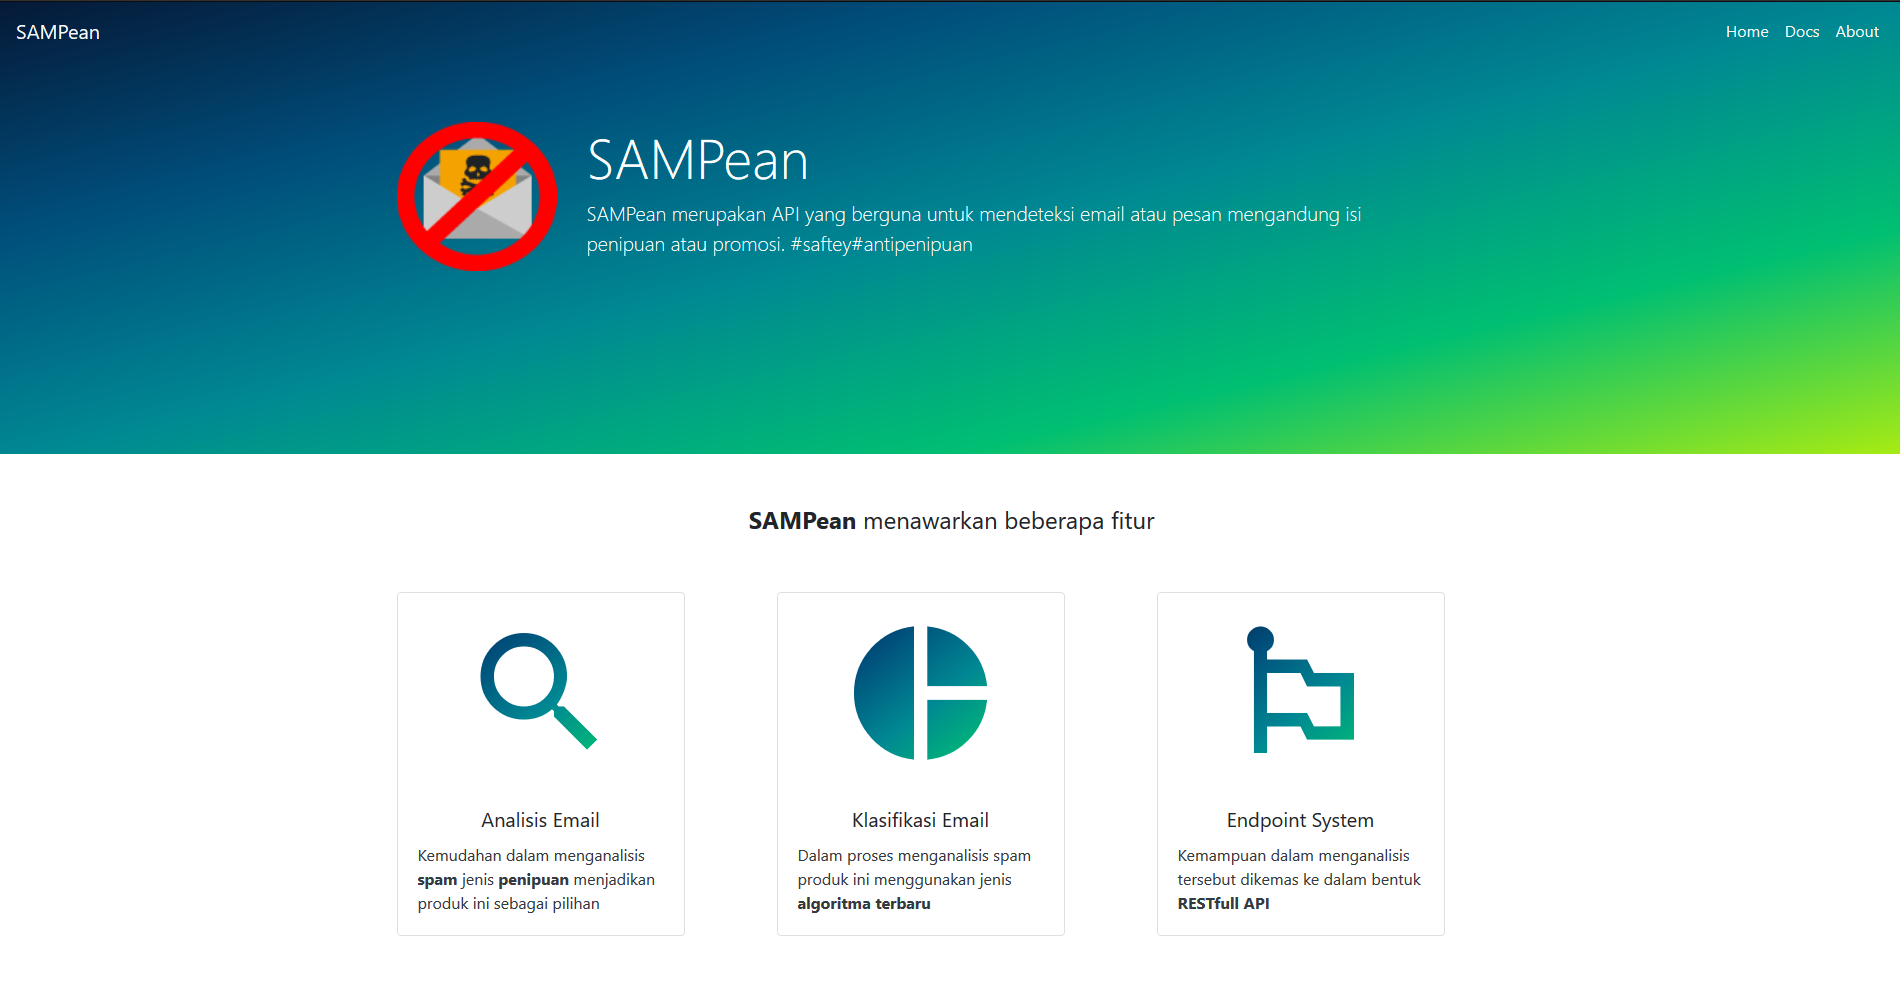 SAMPean
Home Docs About
SAMPean
SAMPean merupakan API yang berguna untuk mendeteksi email atau pesan mengandung isi
penipuan atau promosi. #saftey#antipenipuan
SAMPean menawarkan beberapa fitur
Analisis Email
Kemudahan dalam menganalisis
spam jenis penipuan menjadikan
produk ini sebagai pilihan
Klasifikasi Email
Dalam proses menganalisis spam
produk ini menggunakan jenis
algoritma terbaru
Endpoint System
Kemampuan dalam menganalisis
tersebut dikemas ke dalam bentuk
RESTfull API